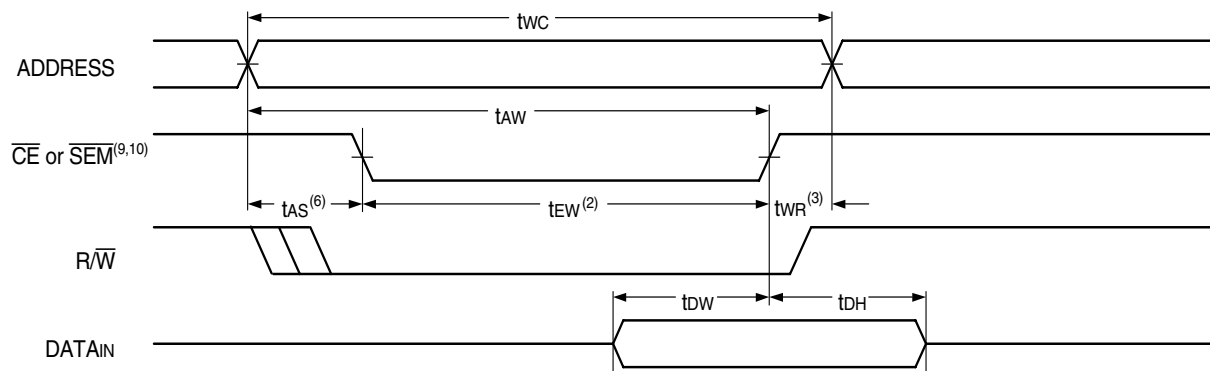 tWC
ADDRESS
tAW
CE or SEM(9,10)
tAS(6) tEW(2) tWR(3)
R/W
tDW tDH
DATAIN